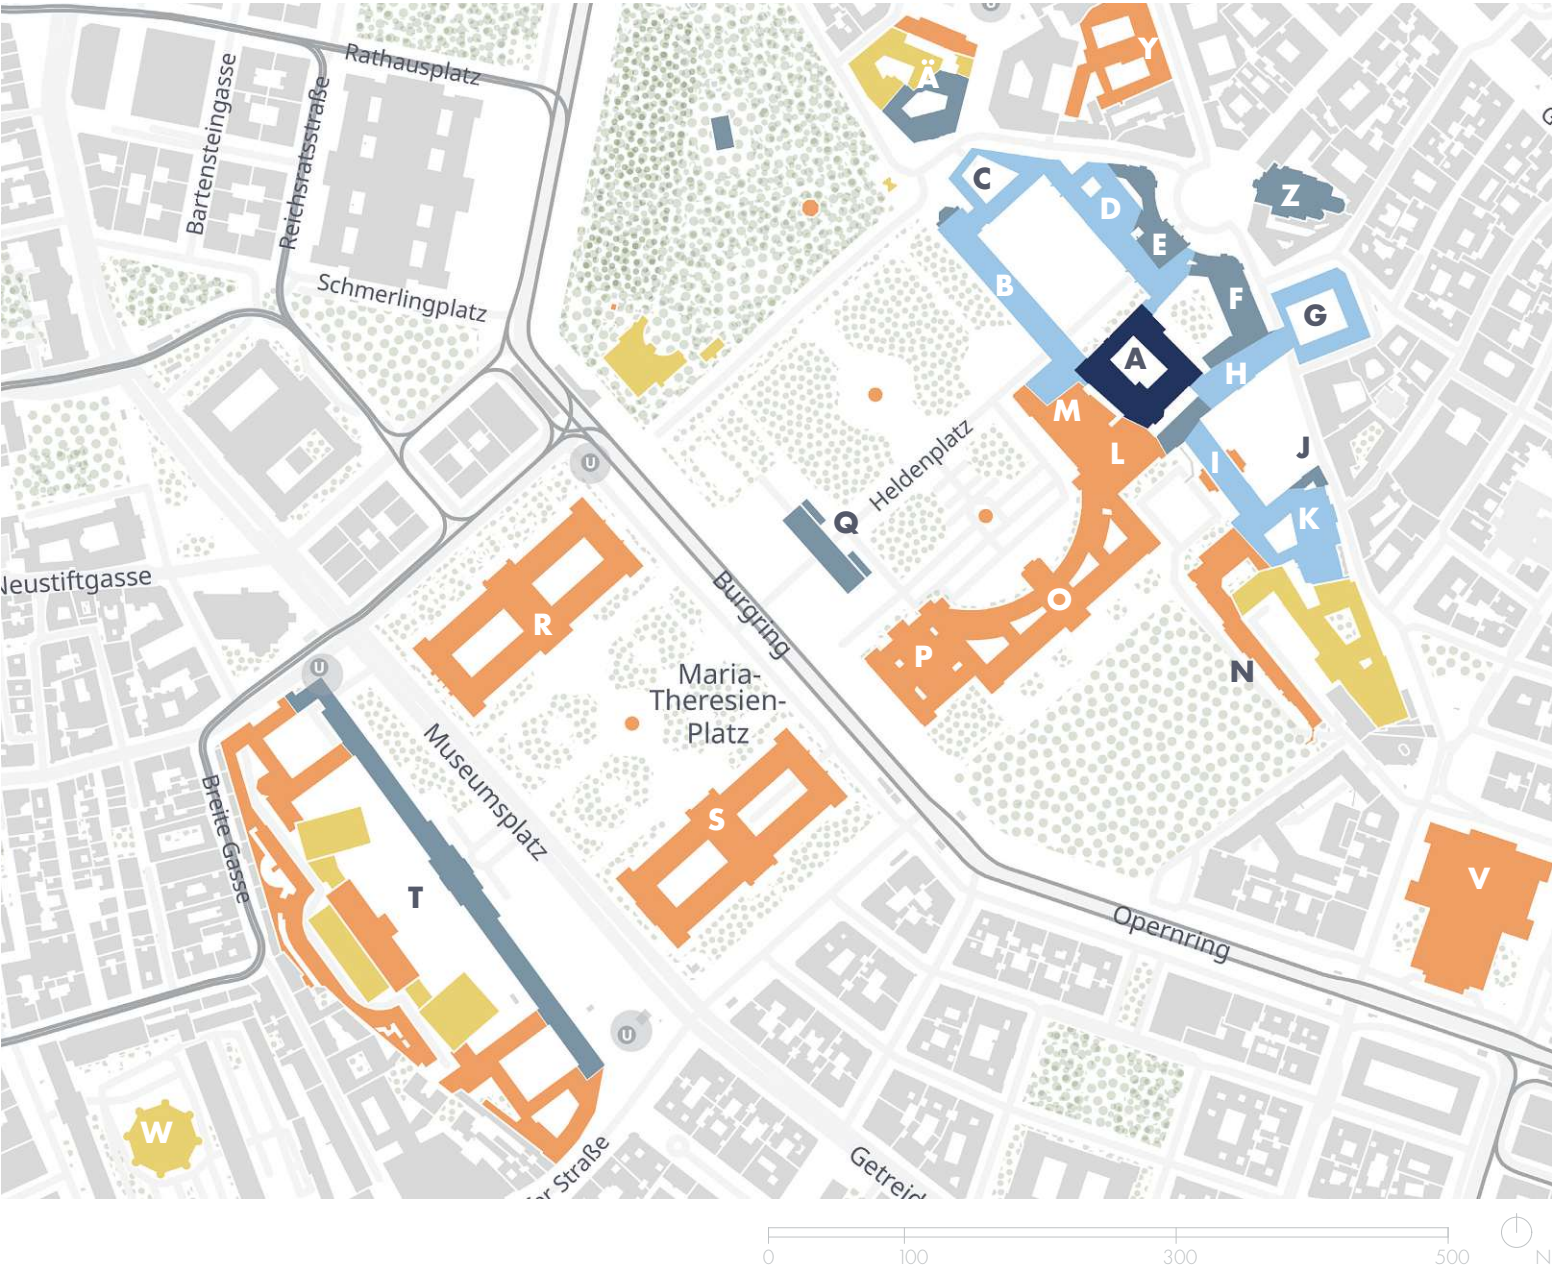 U
Y
Ä
Rathausplatz
Bartensteingasse
Reichsratsstraße
C
Z
D
E
Schmerlingplatz
B
F
G
A
H
M
J
L
I
Heldenplatz
U
Q
K
Neustiftgasse
Burgring
O
R
P
N
U
Maria-
Theresien-
Platz
Museumsplatz
S
Breite Gasse
T
V
Opernring
U
W
er Straße
Getreid
0
100
300
500
N